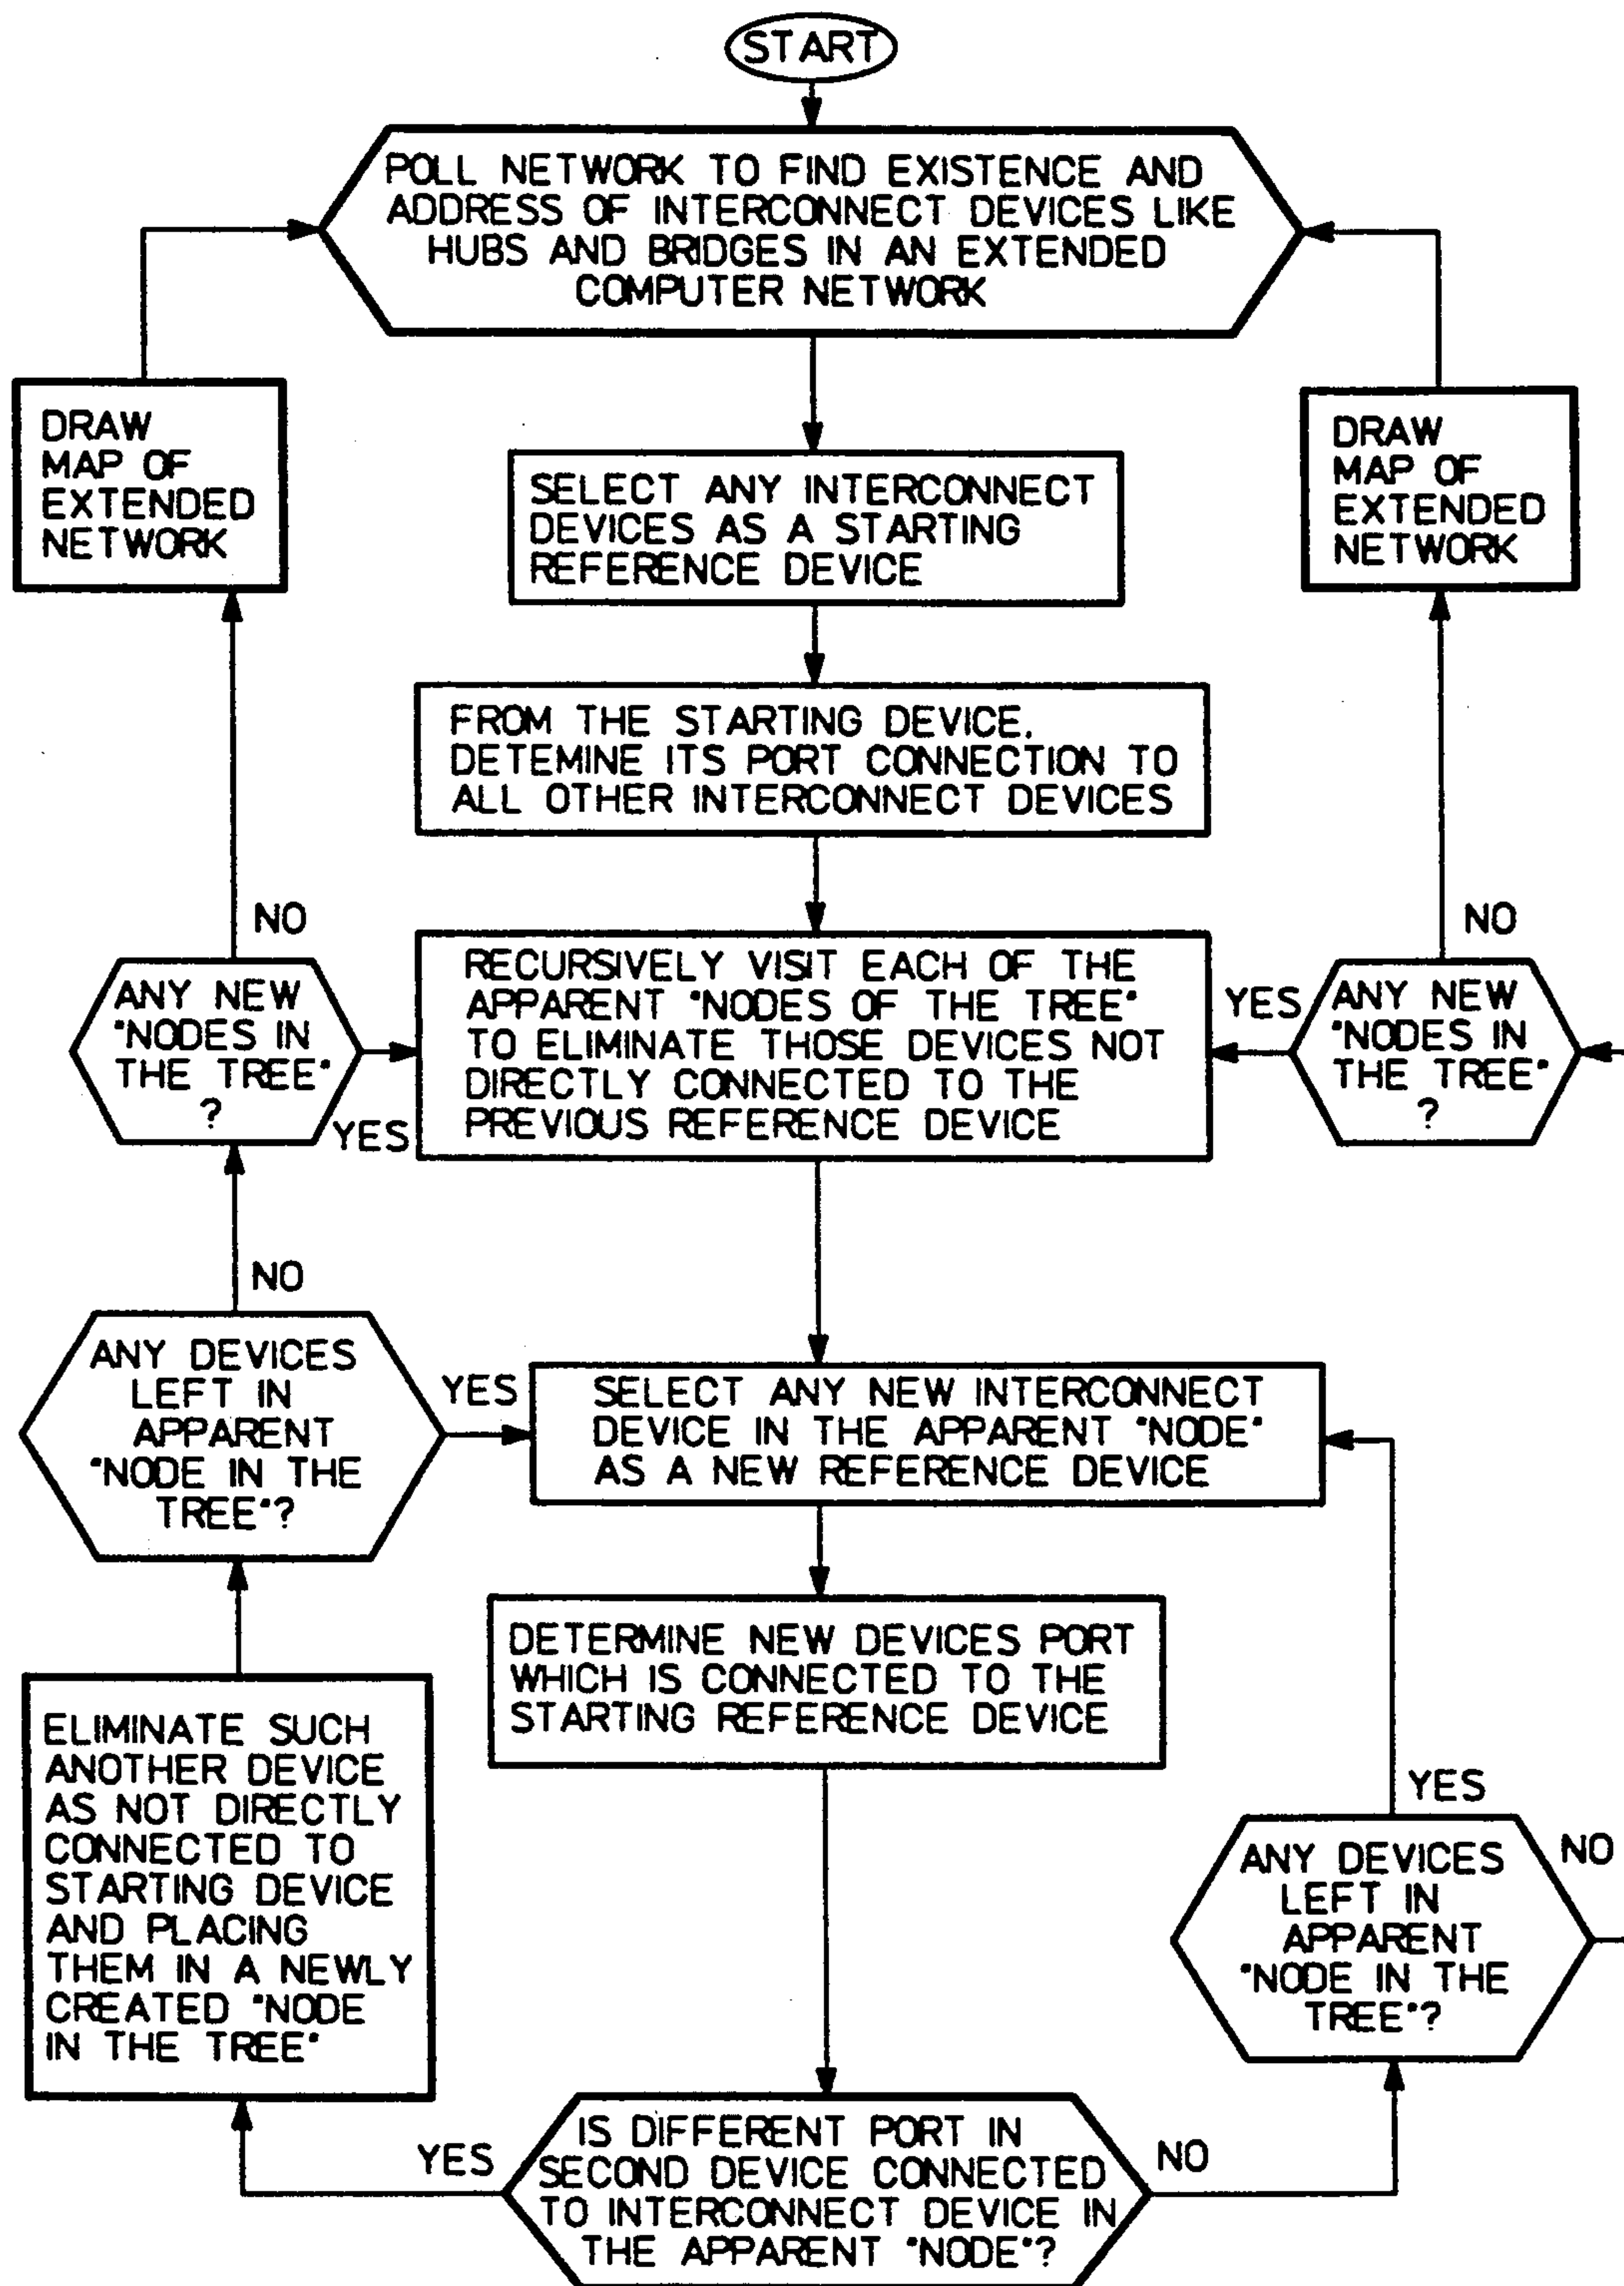 START
POLL NETWORK TO FIND EXISTENCE AND
ADDRESS OF INTERCONNECT DEVICES LIKE
HUBS AND BRIDGES IN AN EXTENDED
COMPUTER NETWORK
DRAW
MAP OF
EXTENDED
NETWORK
SELECT ANY INTERCONNECT
DEVICES AS A STARTING
REFERENCE DEVICE
DRAW
MAP OF
EXTENDED
NETWORK
FROM THE STARTING DEVICE.
DETEMINE ITS PORT CONNECTION TO
ALL OTHER INTERCONNECT DEVICES
NO
NO
ANY NEW
"NODES IN
THE TREE"
?
YES
RECURSIVELY VISIT EACH OF THE
APPARENT "NODES OF THE TREE"
TO ELIMINATE THOSE DEVICES NOT
DIRECTLY CONNECTED TO THE
PREVIOUS REFERENCE DEVICE
YES
ANY NEW
"NODES IN
THE TREE"
?
NO
ANY DEVICES
LEFT IN
APPARENT
"NODE IN THE
TREE"?
YES
SELECT ANY NEW INTERCONNECT
DEVICE IN THE APPARENT "NODE"
AS A NEW REFERENCE DEVICE
DETERMINE NEW DEVICES PORT
WHICH IS CONNECTED TO THE
STARTING REFERENCE DEVICE
ELIMINATE SUCH
ANOTHER DEVICE
AS NOT DIRECTLY
CONNECTED TO
STARTING DEVICE
AND PLACING
THEM IN A NEWLY
CREATED "NODE
IN THE TREE"
YES
ANY DEVICES
LEFT IN
APPARENT
"NODE IN THE
TREE"?
NO
YES
IS DIFFERENT PORT IN
SECOND DEVICE CONNECTED
TO INTERCONNECT DEVICE IN
THE APPARENT "NODE"?
NO